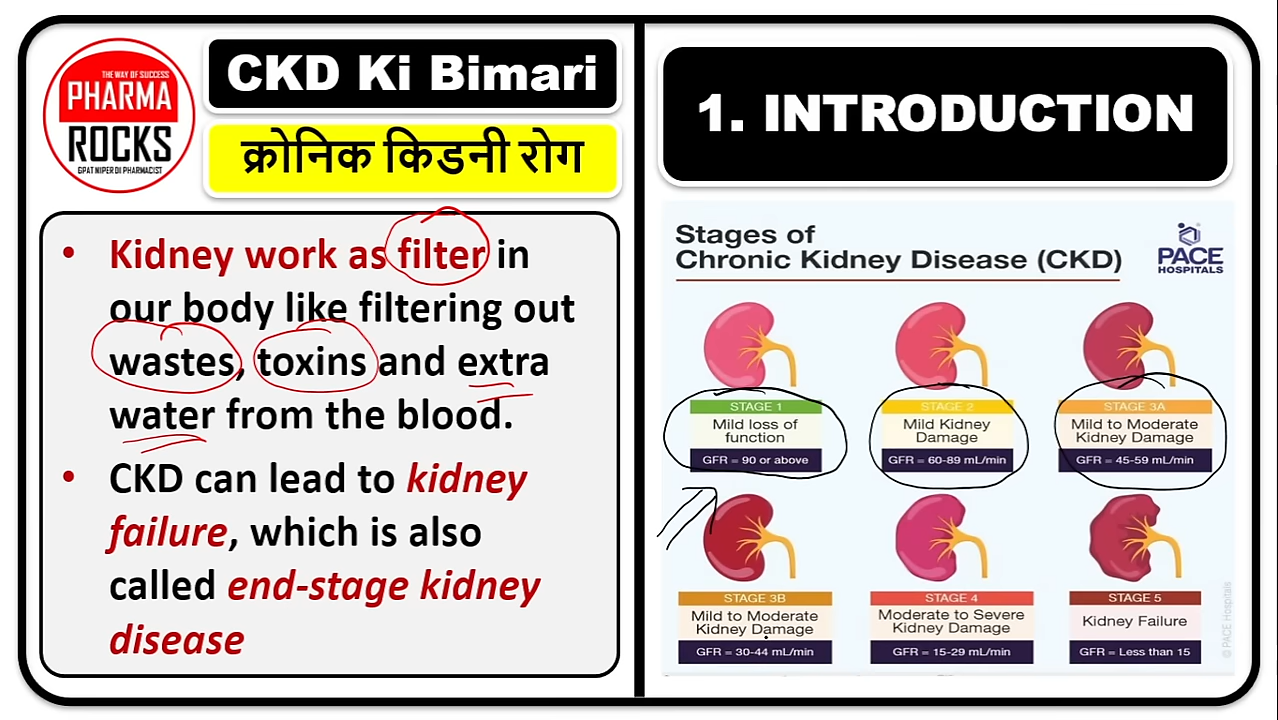 THE WAY OF SUCCESS
PHARMA
ROCKS
GPAT NIPER DI PHARMACIST
CKD Ki Bimari
क्रोनिक किडनी रोग
• Kidney work as filter in
our body like filtering out
wastes, toxins and extra
water from the blood.
• CKD can lead to kidney
failure, which is also
called end-stage kidney
disease
1. INTRODUCTION
Stages of
Chronic Kidney Disease (CKD)
PACE
HOSPITALS
STAGE 1
Mild loss of
function
GFR = 90 or above
STAGE 2
Mild Kidney
Damage
GFR = 60-89 mL/min
STAGE 3A
Mild to Moderate
Kidney Damage
GFR = 45-59 mL/min
STAGE 3B
Mild to Moderate
Kidney Damage
GFR = 30-44 mL/min
STAGE 4
Moderate to Severe
Kidney Damage
GFR = 15-29 mL/min
STAGE 5
Kidney Failure
GFR = Less than 15
© PACE Hospitals